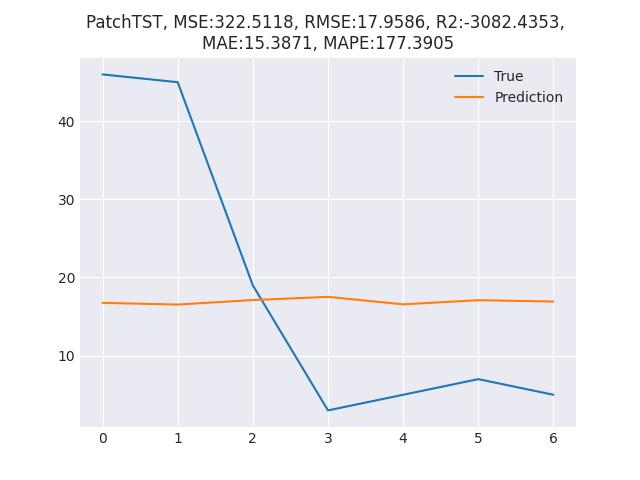 PatchTST, MSE:322.5118, RMSE:17.9586, R2:-3082.4353,
MAE:15.3871, MAPE:177.3905
True
Prediction
40
30
20
10
0 1 2 3 4 5 6